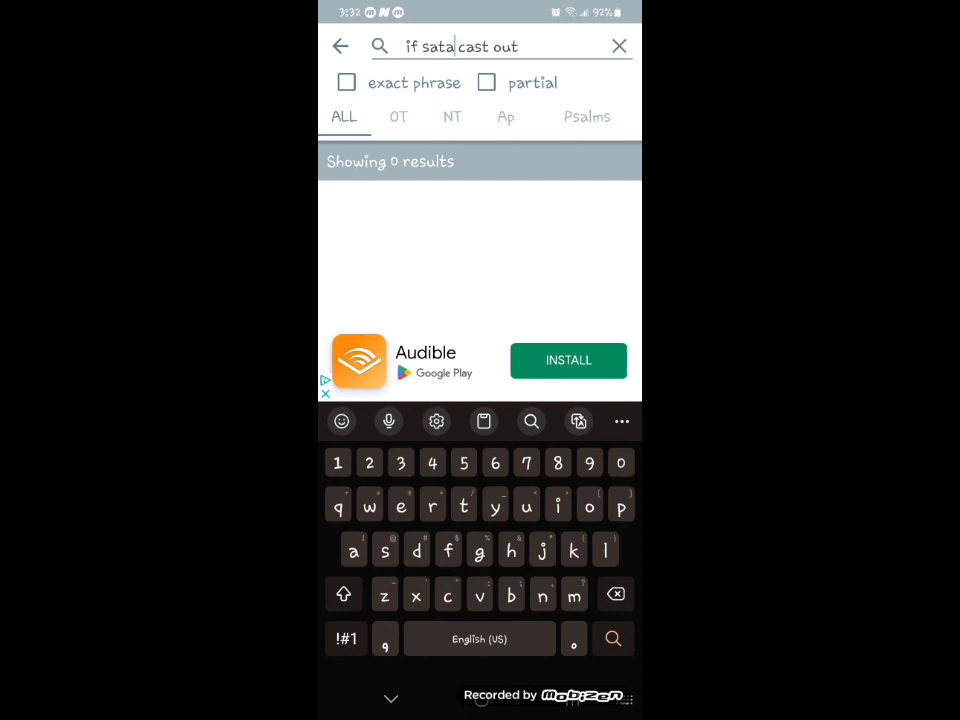 3:32 92%
if sata cast out
exact phrase partial
ALL OT NT Ap Psalms
Showing 0 results
Audible
Google Play
INSTALL
1 2 3 4 5 6 7 8 9 0
q w e r t y u i o p
a s d f g h j k l
z x c v b n m
!#1 , English (US) .
Recorded by MOBIZEN